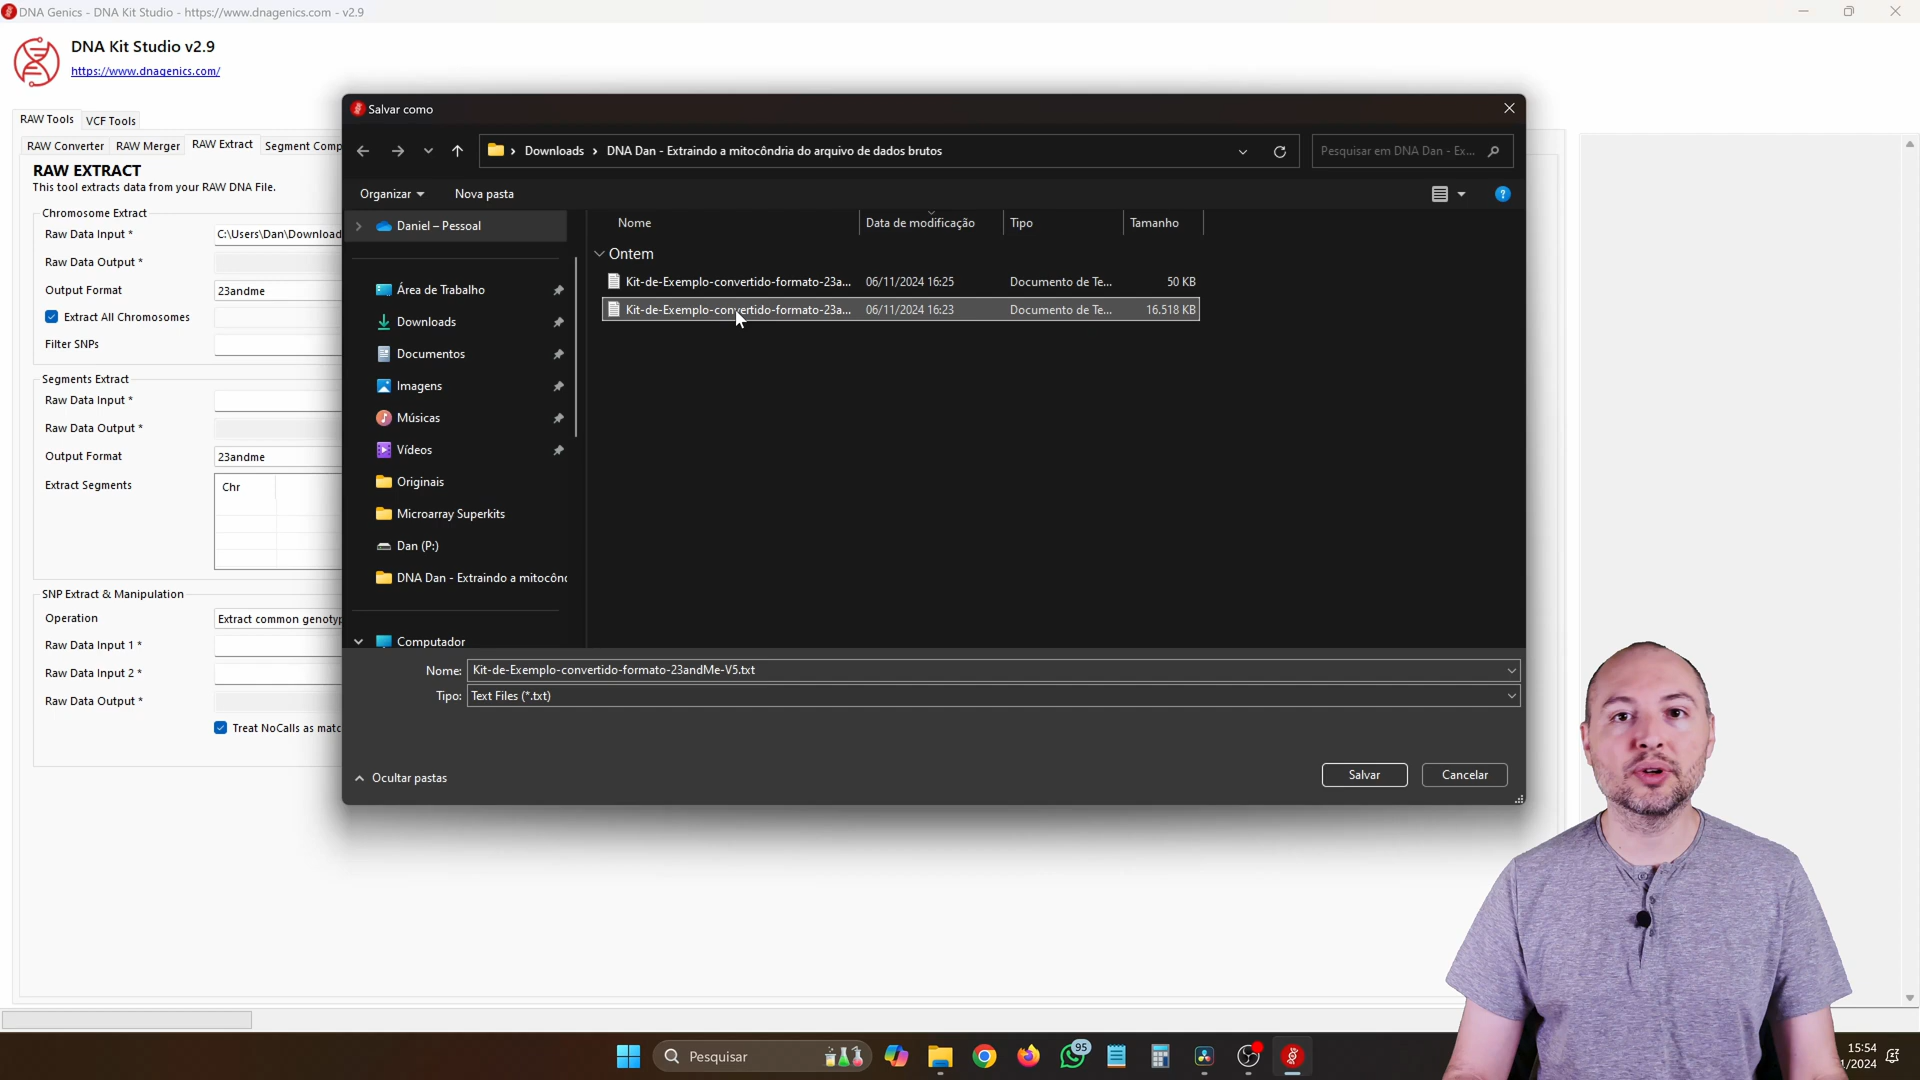 DNA Genics - DNA Kit Studio - https://www.dnagenics.com - v2.9
DNA Kit Studio v2.9
https://www.dnagenics.com/
RAW Tools
VCF Tools
RAW Converter
RAW Merger
RAW Extract
Segment Comp
RAW EXTRACT
This tool extracts data from your RAW DNA File.
Chromosome Extract
Raw Data Input *
C:\Users\Dan\Download
Raw Data Output *
Output Format
23andme
Extract All Chromosomes
Filter SNPs
Segments Extract
Raw Data Input *
Raw Data Output *
Output Format
23andme
Extract Segments
Chr
SNP Extract & Manipulation
Operation
Extract common genotyp
Raw Data Input 1 *
Raw Data Input 2 *
Raw Data Output *
Treat NoCalls as matc
Salvar como
Downloads
DNA Dan - Extraindo a mitocôndria do arquivo de dados brutos
Pesquisar em DNA Dan - Ex...
Organizar
Nova pasta
Daniel – Pessoal
Área de Trabalho
Downloads
Documentos
Imagens
Músicas
Vídeos
Originais
Microarray Superkits
Dan (P:)
DNA Dan - Extraindo a mitocônd
Computador
Nome
Data de modificação
Tipo
Tamanho
Ontem
Kit-de-Exemplo-convertido-formato-23a... 06/11/2024 16:25 Documento de Te... 50 KB
Kit-de-Exemplo-convertido-formato-23a... 06/11/2024 16:23 Documento de Te... 16.518 KB
Nome: Kit-de-Exemplo-convertido-formato-23andMe-V5.txt
Tipo: Text Files (*.txt)
Ocultar pastas
Salvar
Cancelar
Pesquisar
95
15:54
/2024